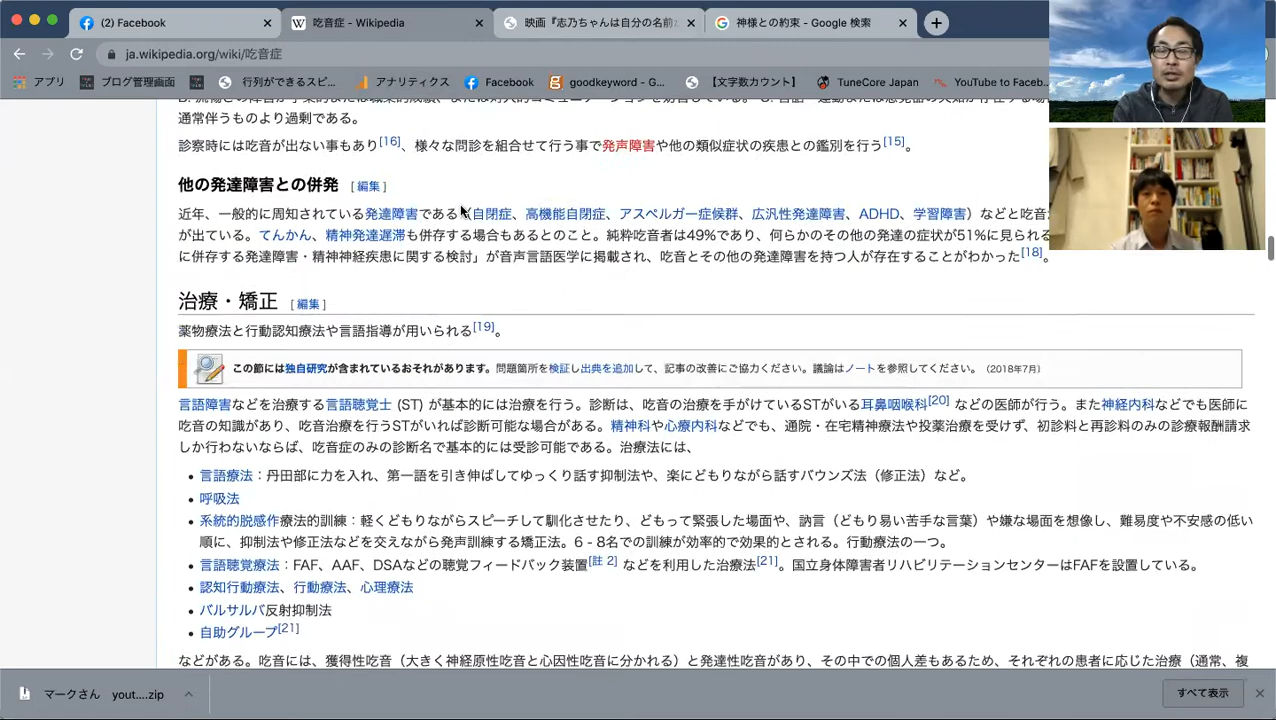 (2) Facebook
吃音症 - Wikipedia
映画『志乃ちゃんは自分の名前が
神様との約束 - Google 検索
ja.wikipedia.org/wiki/吃音症
アプリ
ブログ管理画面
行列ができるスピ...
アナリティクス
Facebook
goodkeyword - G...
【文字数カウント】
TuneCore Japan
YouTube to Faceb.
通常伴うものより過剰である。
診察時には吃音が出ない事もあり[16]、様々な問診を組合せて行う事で発声障害や他の類似症状の疾患との鑑別を行う[15]。
他の発達障害との併発 [編集]
近年、一般的に周知されている発達障害である（自閉症、高機能自閉症、アスペルガー症候群、広汎性発達障害、ADHD、学習障害）などと吃音
が出ている。てんかん、精神発達遅滞も併存する場合もあるとのこと。純粋吃音者は49%であり、何らかのその他の発達の症状が51%に見られる
に併存する発達障害・精神神経疾患に関する検討」が音声言語医学に掲載され、吃音とその他の発達障害を持つ人が存在することがわかった[18]。
治療・矯正 [編集]
薬物療法と行動認知療法や言語指導が用いられる[19]。
この節には独自研究が含まれているおそれがあります。問題箇所を検証し出典を追加して、記事の改善にご協力ください。議論はノートを参照してください。（2018年7月）
言語障害などを治療する言語聴覚士 (ST) が基本的には治療を行う。診断は、吃音の治療を手がけているSTがいる耳鼻咽喉科[20] などの医師が行う。また神経内科などでも医師に
吃音の知識があり、吃音治療を行うSTがいれば診断可能な場合がある。精神科や心療内科などでも、通院・在宅精神療法や投薬治療を受けず、初診料と再診料のみの診療報酬請求
しか行わないならば、吃音症のみの診断名で基本的には受診可能である。治療法には、
• 言語療法：丹田部に力を入れ、第一語を引き伸ばしてゆっくり話す抑制法や、楽にどもりながら話すバウンズ法（修正法）など。
• 呼吸法
• 系統的脱感作療法的訓練：軽くどもりながらスピーチして馴化させたり、どもって緊張した場面や、訥言（どもり易い苦手な言葉）や嫌な場面を想像し、難易度や不安感の低い
順に、抑制法や修正法などを交えながら発声訓練する矯正法。6 - 8名での訓練が効率的で効果的とされる。行動療法の一つ。
• 言語聴覚療法：FAF、AAF、DSAなどの聴覚フィードバック装置[註 2] などを利用した治療法[21]。国立身体障害者リハビリテーションセンターはFAFを設置している。
• 認知行動療法、行動療法、心理療法
• バルサルバ反射抑制法
• 自助グループ[21]
などがある。吃音には、獲得性吃音（大きく神経原性吃音と心因性吃音に分かれる）と発達性吃音があり、その中での個人差もあるため、それぞれの患者に応じた治療（通常、複
マークさん yout....zip
すべて表示